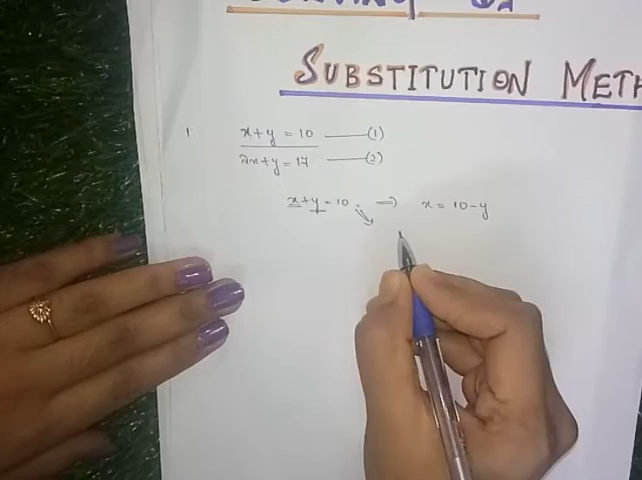 SUBSTITUTION METH
1 x+y = 10 ——(1)
2x+y = 17 ——(2)
x+y = 10 ⇒ x = 10-y